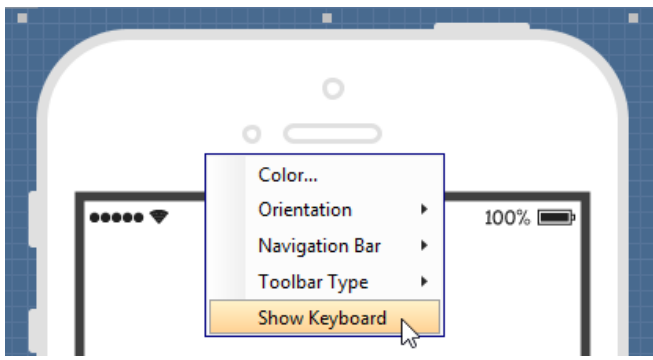 Color...
Orientation
100%
Navigation Bar
Toolbar Type
Show Keyboard